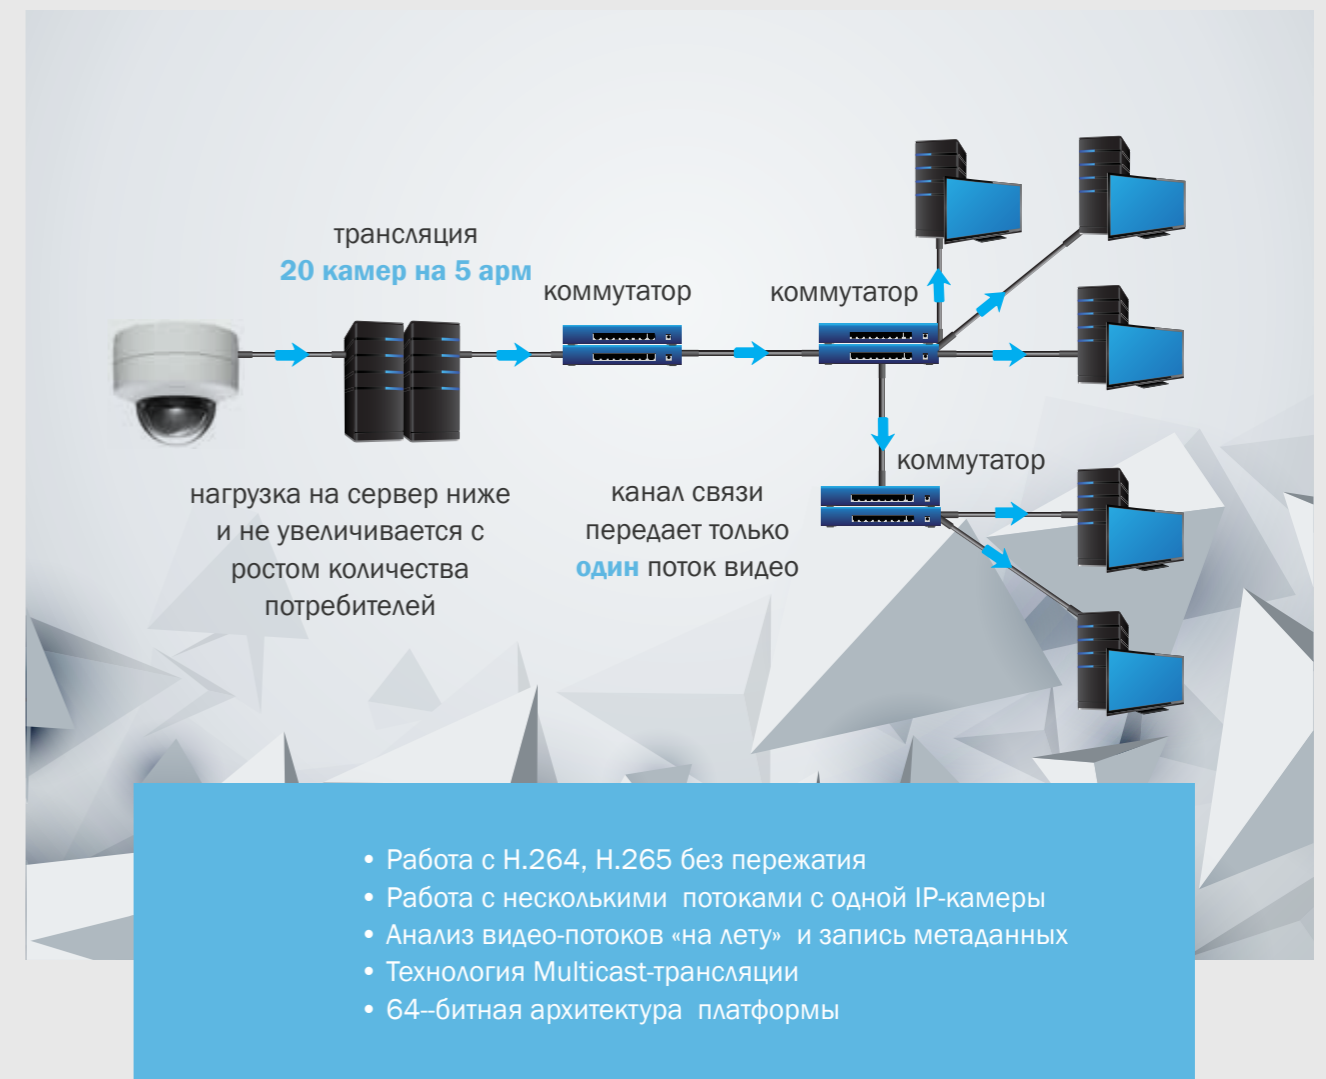 трансляция
20 камер на 5 арм
коммутатор
коммутатор
коммутатор
нагрузка на сервер ниже
и не увеличивается с
ростом количества
потребителей
канал связи
передает только
один поток видео
• Работа с H.264, H.265 без пережатия
• Работа с несколькими  потоками с одной IP-камеры
• Анализ видео-потоков «на лету»  и запись метаданных
• Технология Multicast-трансляции
• 64--битная архитектура  платформы